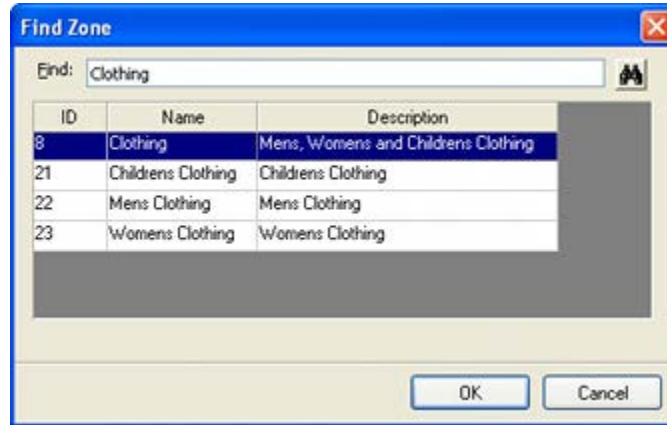 Find Zone
Find: Clothing
ID Name Description
8 Clothing Mens, Womens and Childrens Clothing
21 Childrens Clothing Childrens Clothing
22 Mens Clothing Mens Clothing
23 Womens Clothing Womens Clothing
OK Cancel